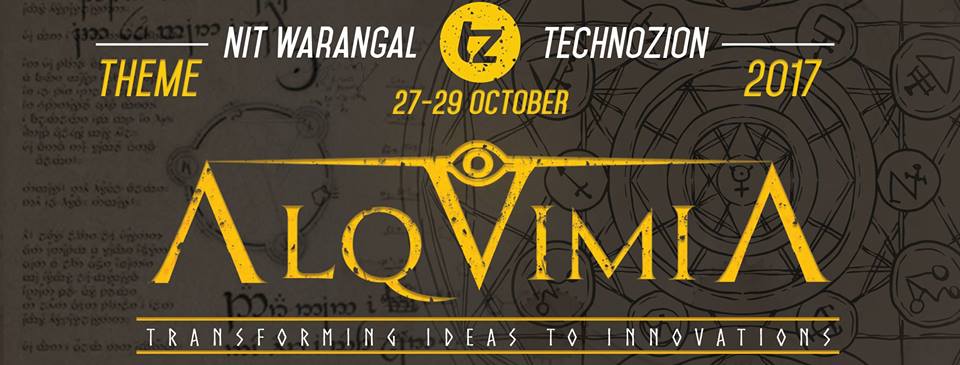 NIT WARANGAL tz TECHNOZION
THEME 2017
27-29 OCTOBER
ALQVIMIA
TRANSFORMING IDEAS TO INNOVATIONS